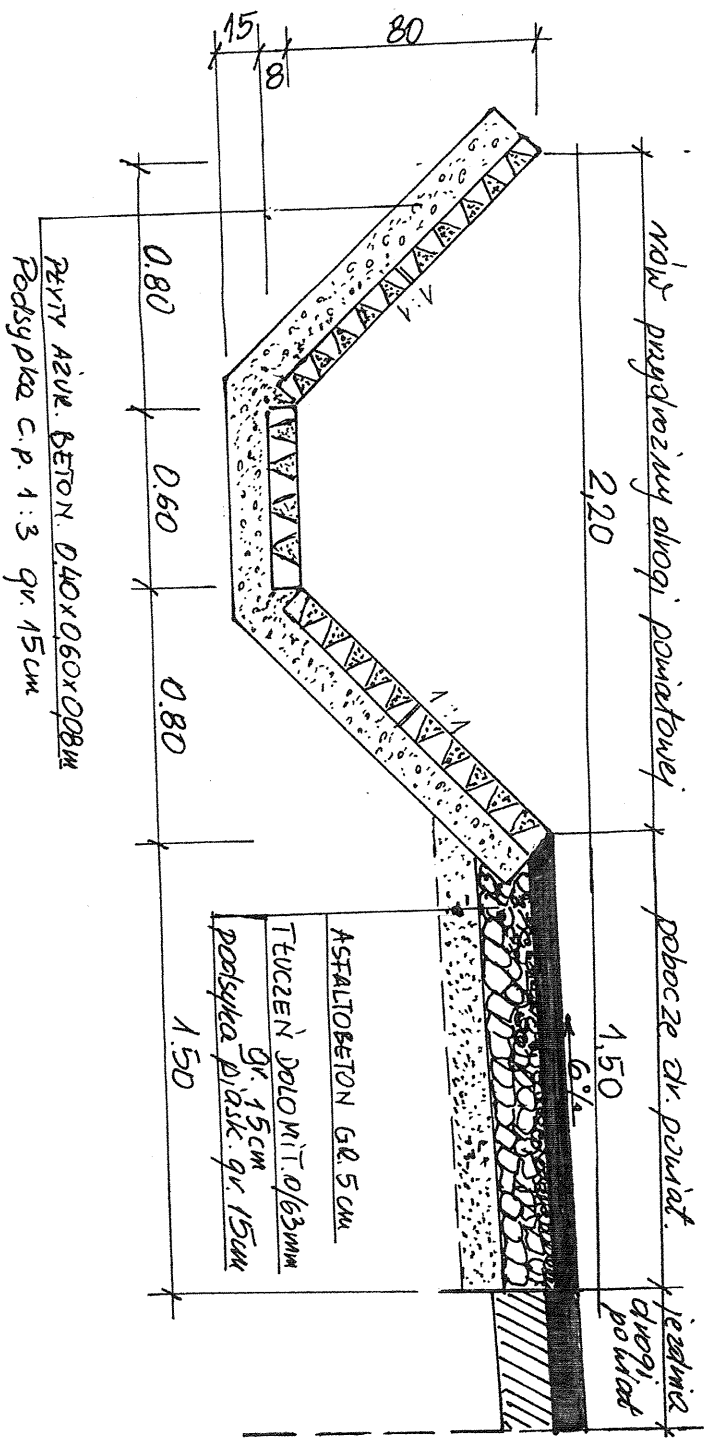 rów przydrożny drogi powiatowej
pobocze dr. powiat.
jezdnia
drogi
powiat
2,20
1,50
6%
80
8
15
1:1
1:1
ASFALTOBETON GR. 5 cm
TŁUCZEŃ DOLOMIT. 0/63mm
gr. 15cm
podsypka piask. gr. 15cm
0.80
0.60
0.80
1.50
PŁYTY AŻUR. BETON. 0,40x0,60x0,08m
Podsypka c.p. 1:3 gr. 15cm